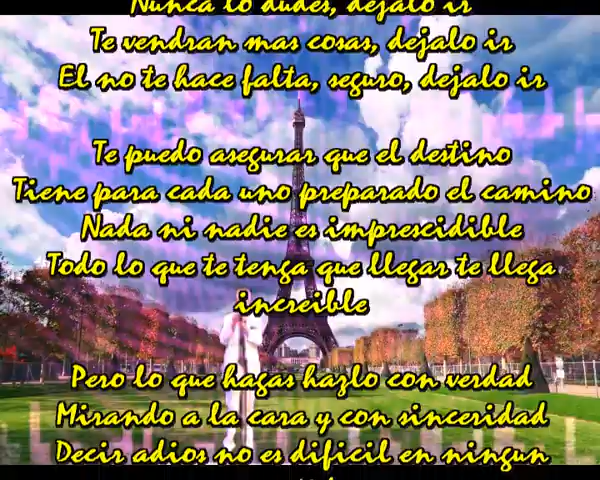 Nunca lo dudes, dejalo ir
Te vendran mas cosas, dejalo ir
El no te hace falta, seguro, dejalo ir
Te puedo asegurar que el destino
Tiene para cada uno preparado el camino
Nada ni nadie es imprescidible
Todo lo que te tenga que llegar te llega
increible
Pero lo que hagas hazlo con verdad
Mirando a la cara y con sinceridad
Decir adios no es dificil en ningun